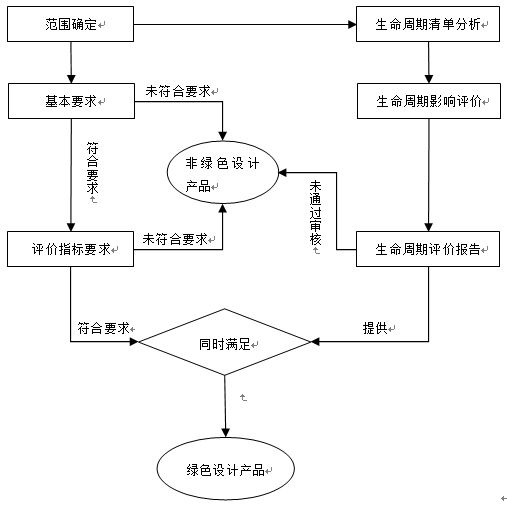 范围确定
生命周期清单分析
基本要求
未符合要求
生命周期影响评价
符合要求
非绿色设计
产品
未通过审核
评价指标要求
未符合要求
生命周期评价报告
符合要求
提供
同时满足
绿色设计产品